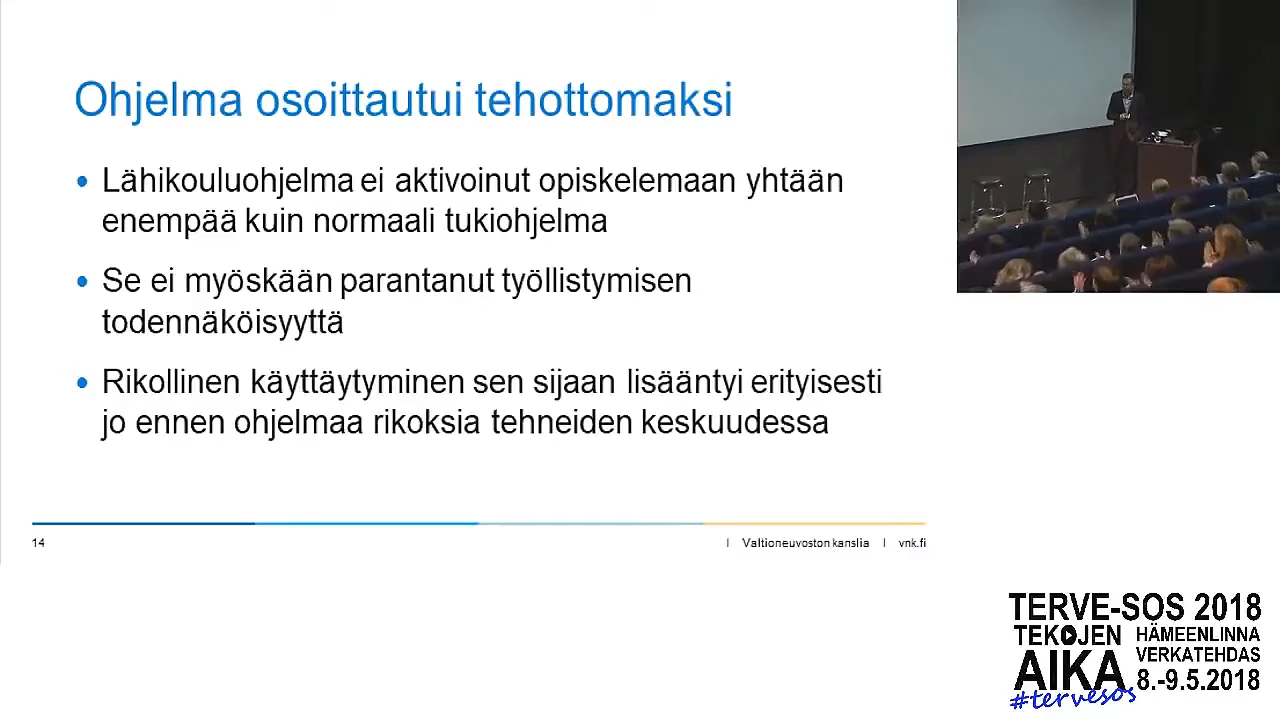 Ohjelma osoittautui tehottomaksi
• Lähikouluohjelma ei aktivoinut opiskelemaan yhtään
enempää kuin normaali tukiohjelma
• Se ei myöskään parantanut työllistymisen
todennäköisyyttä
• Rikollinen käyttäytyminen sen sijaan lisääntyi erityisesti
jo ennen ohjelmaa rikoksia tehneiden keskuudessa
14 | Valtioneuvoston kanslia | vnk.fi
TERVE-SOS 2018
TEKOJEN
AIKA
HÄMEENLINNA
VERKATEHDAS
8.-9.5.2018
#tervesos